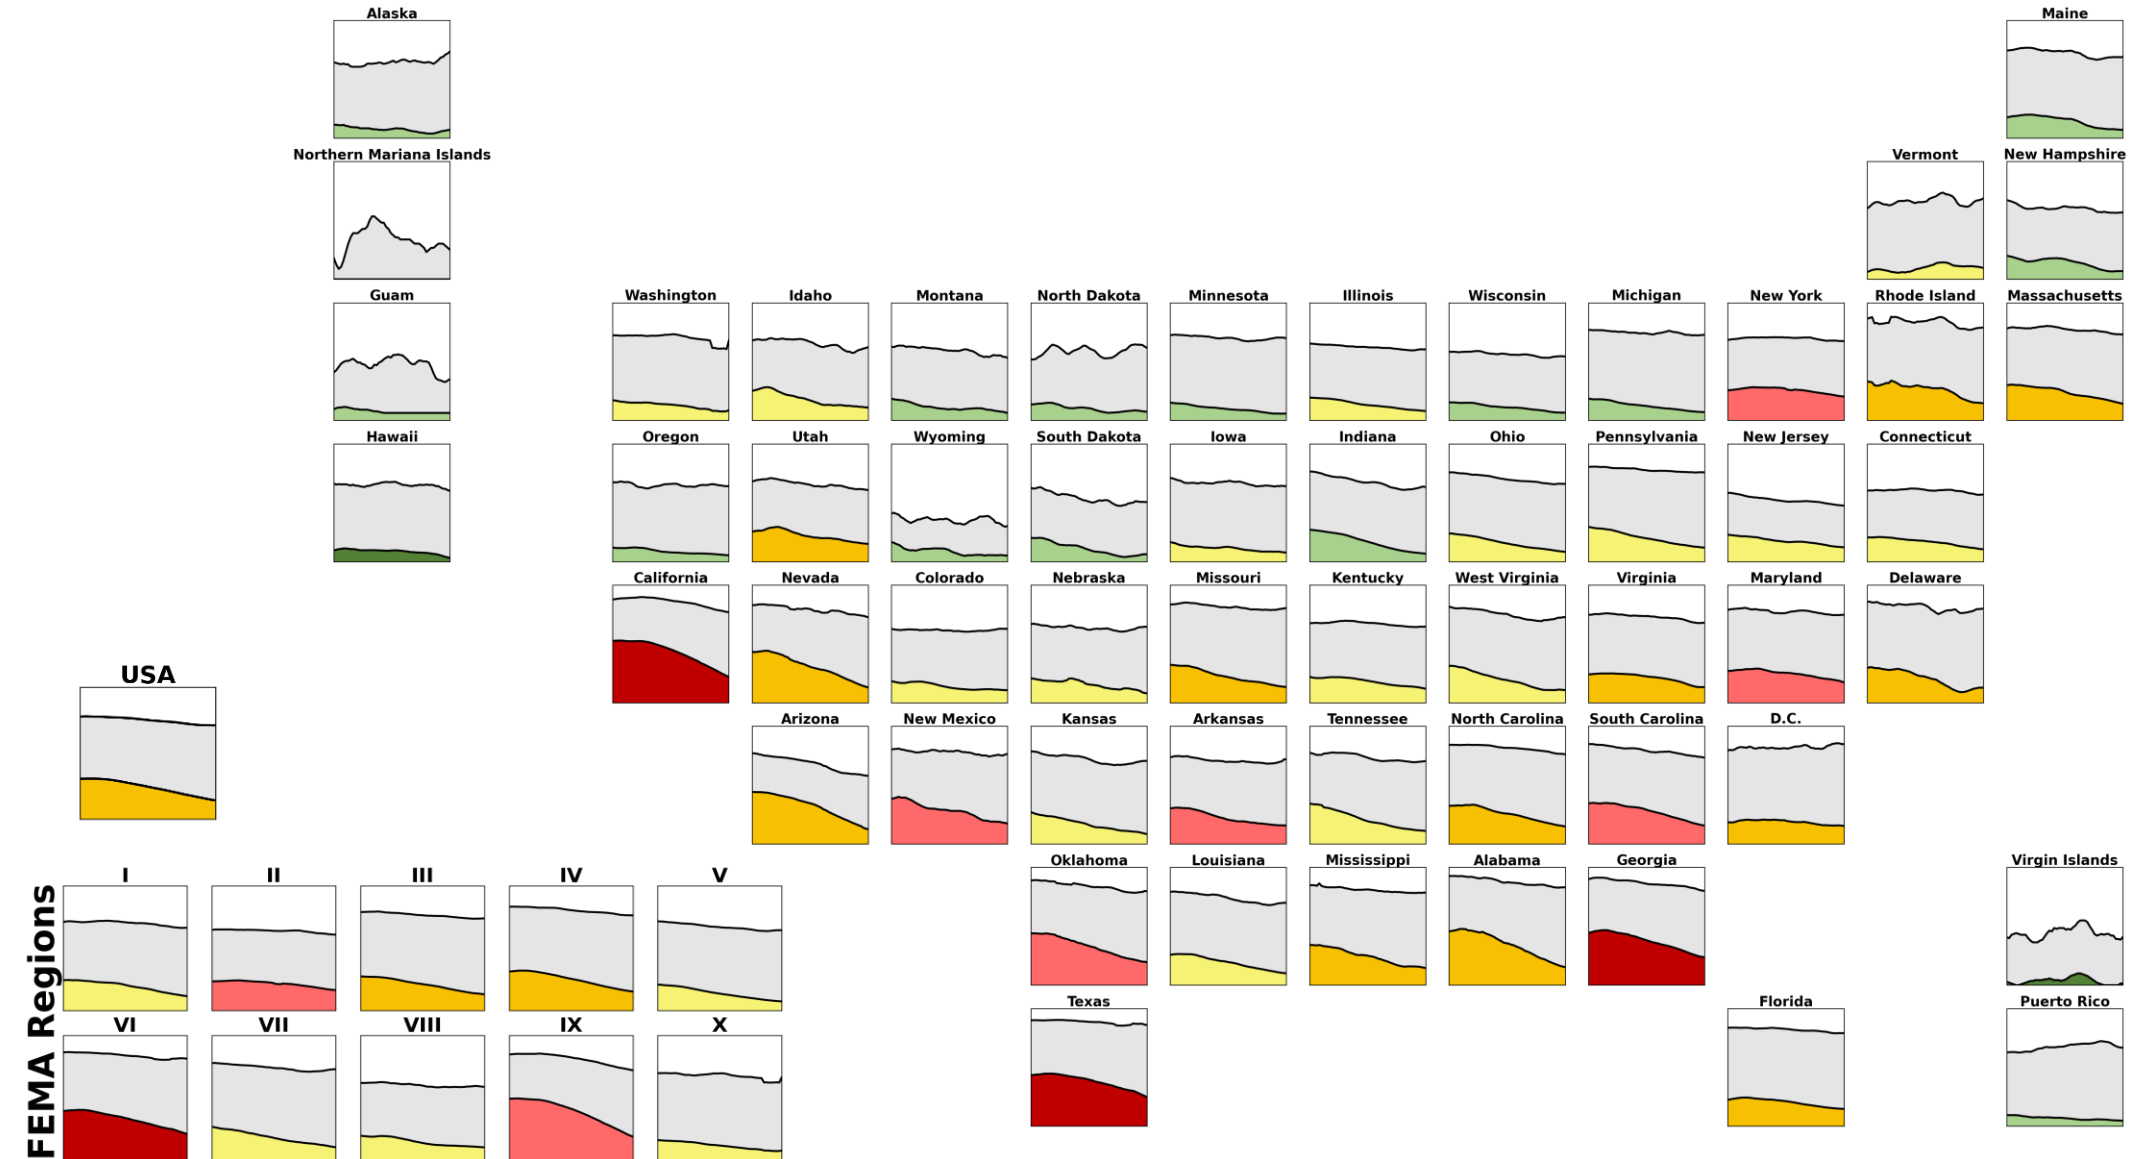 Alaska
Maine
Northern Mariana Islands
Vermont
New Hampshire
Guam
Washington
Idaho
Montana
North Dakota
Minnesota
Illinois
Wisconsin
Michigan
New York
Rhode Island
Massachusetts
Hawaii
Oregon
Utah
Wyoming
South Dakota
Iowa
Indiana
Ohio
Pennsylvania
New Jersey
Connecticut
California
Nevada
Colorado
Nebraska
Missouri
Kentucky
West Virginia
Virginia
Maryland
Delaware
USA
Arizona
New Mexico
Kansas
Arkansas
Tennessee
North Carolina
South Carolina
D.C.
Oklahoma
Louisiana
Mississippi
Alabama
Georgia
Virgin Islands
Texas
Florida
Puerto Rico
FEMA Regions
I
II
III
IV
V
VI
VII
VIII
IX
X